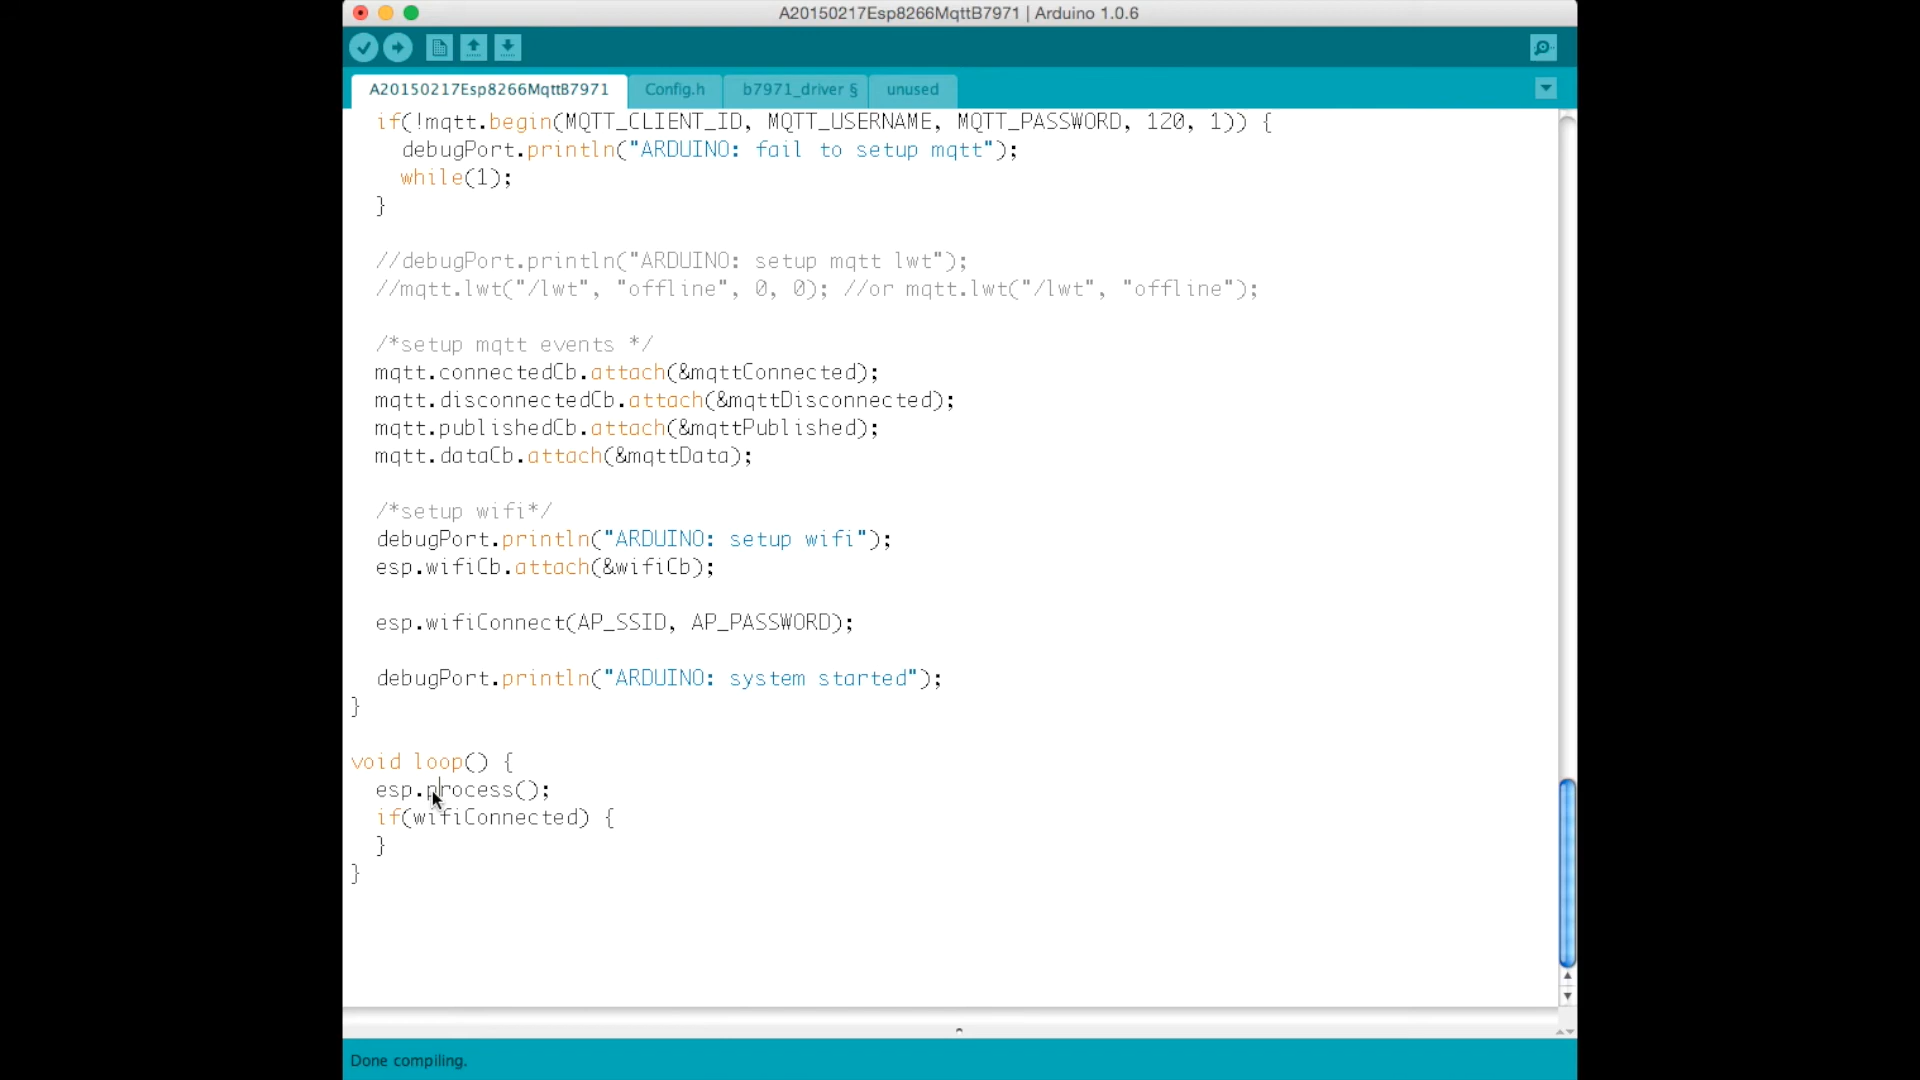 A20150217Esp8266MqttB7971 | Arduino 1.0.6
A20150217Esp8266MqttB7971 Config.h b7971_driver § unused
if(!mqtt.begin(MQTT_CLIENT_ID, MQTT_USERNAME, MQTT_PASSWORD, 120, 1)) {
debugPort.println("ARDUINO: fail to setup mqtt");
while(1);
}
//debugPort.println("ARDUINO: setup mqtt lwt");
//mqtt.lwt("/lwt", "offline", 0, 0); //or mqtt.lwt("/lwt", "offline");
/*setup mqtt events */
mqtt.connectedCb.attach(&mqttConnected);
mqtt.disconnectedCb.attach(&mqttDisconnected);
mqtt.publishedCb.attach(&mqttPublished);
mqtt.dataCb.attach(&mqttData);
/*setup wifi*/
debugPort.println("ARDUINO: setup wifi");
esp.wifiCb.attach(&wifiCb);
esp.wifiConnect(AP_SSID, AP_PASSWORD);
debugPort.println("ARDUINO: system started");
}
void loop() {
esp.process();
if(wifiConnected) {
}
}
Done compiling.